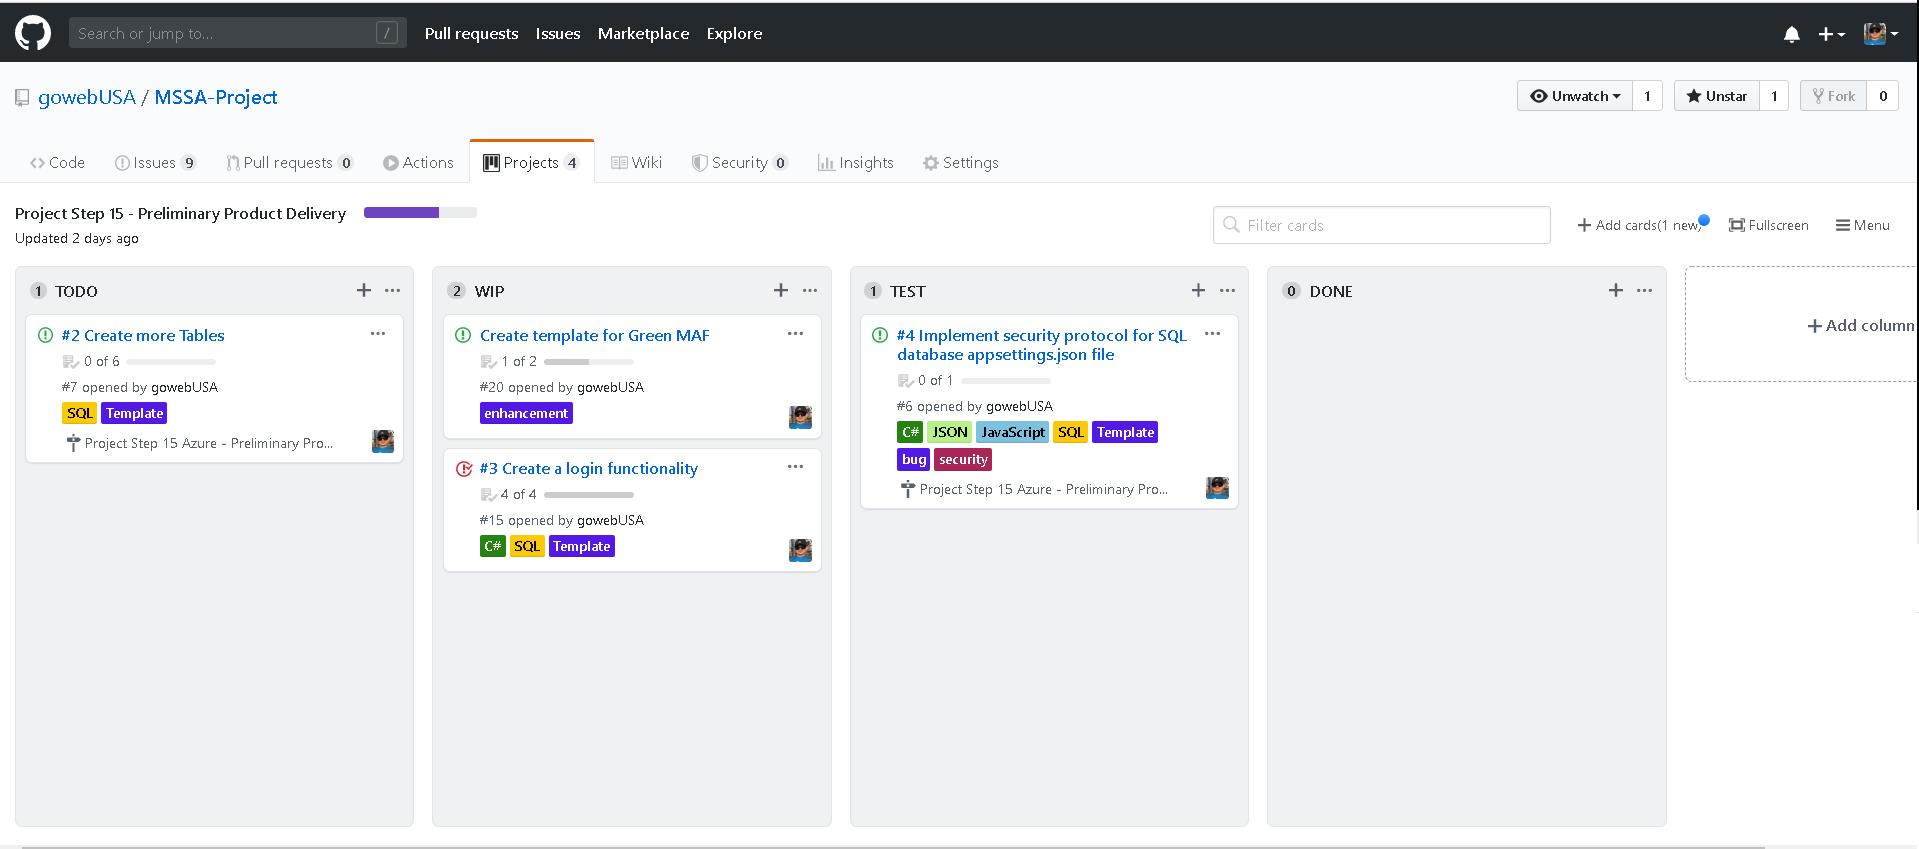 Search or jump to... /
Pull requests Issues Marketplace Explore
gowebUSA / MSSA-Project
Unwatch 1 Unstar 1 Fork 0
Code Issues 9 Pull requests 0 Actions Projects 4 Wiki Security 0 Insights Settings
Project Step 15 - Preliminary Product Delivery
Updated 2 days ago
Filter cards
Add cards(1 new) Fullscreen Menu
1 TODO
#2 Create more Tables
0 of 6
#7 opened by gowebUSA
SQL Template
Project Step 15 Azure - Preliminary Pro...
2 WIP
Create template for Green MAF
1 of 2
#20 opened by gowebUSA
enhancement
#3 Create a login functionality
4 of 4
#15 opened by gowebUSA
C# SQL Template
1 TEST
#4 Implement security protocol for SQL
database appsettings.json file
0 of 1
#6 opened by gowebUSA
C# JSON JavaScript SQL Template
bug security
Project Step 15 Azure - Preliminary Pro...
0 DONE
Add column